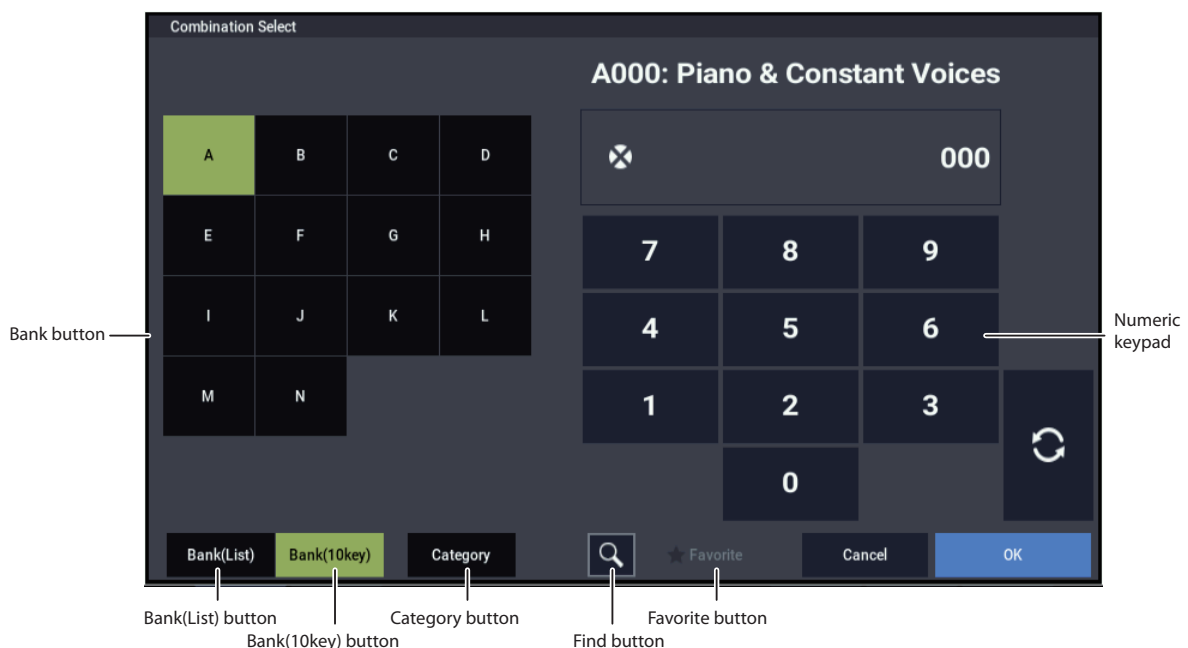 Combination Select
A000: Piano & Constant Voices
000
A B C D
E F G H
I J K L
M N
7 8 9
4 5 6
1 2 3
0
Bank button
Numeric
keypad
Bank(List) Bank(10key) Category Favorite Cancel OK
Bank(List) button
Bank(10key) button
Category button
Find button
Favorite button